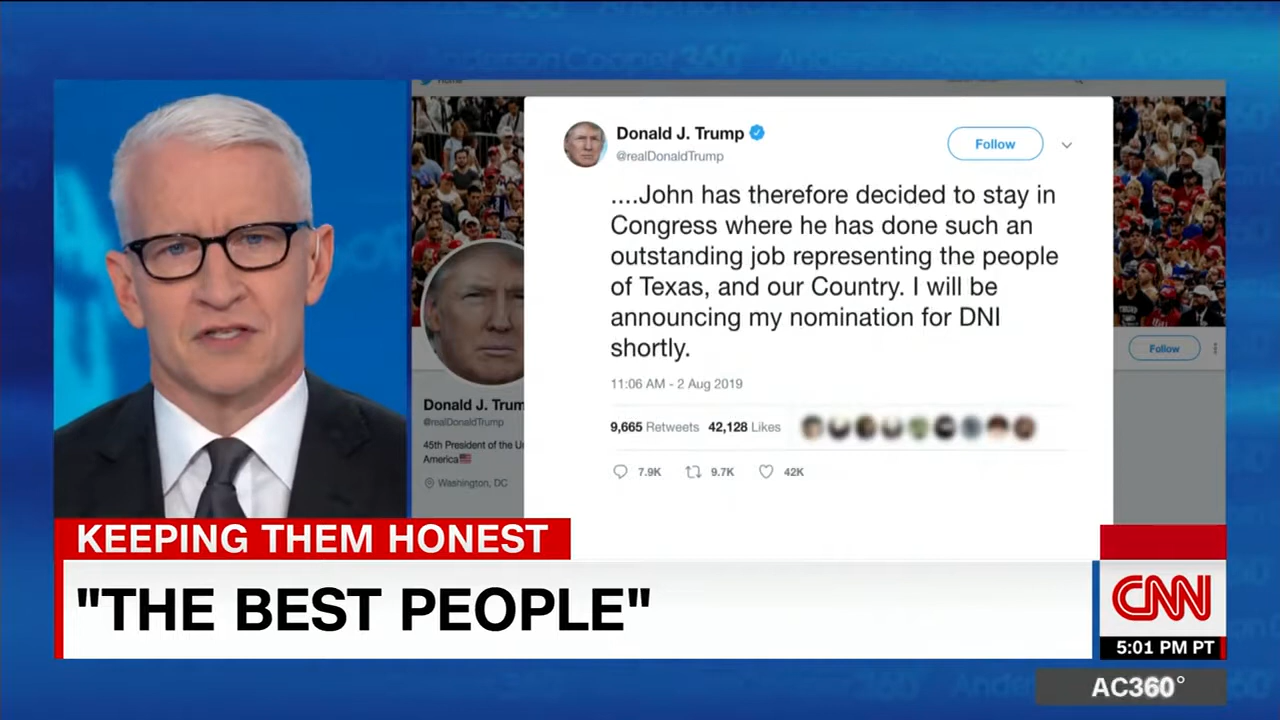 Anderson Cooper 360°
Donald J. Trump
@realDonaldTrump
Follow
....John has therefore decided to stay in
Congress where he has done such an
outstanding job representing the people
of Texas, and our Country. I will be
announcing my nomination for DNI
shortly.
11:06 AM - 2 Aug 2019
9,665 Retweets 42,128 Likes
7.9K 9.7K 42K
Follow
Donald J. Trum
@realDonaldTrump
45th President of the U
America
Washington, DC
KEEPING THEM HONEST
"THE BEST PEOPLE"
CNN
5:01 PM PT
AC360°